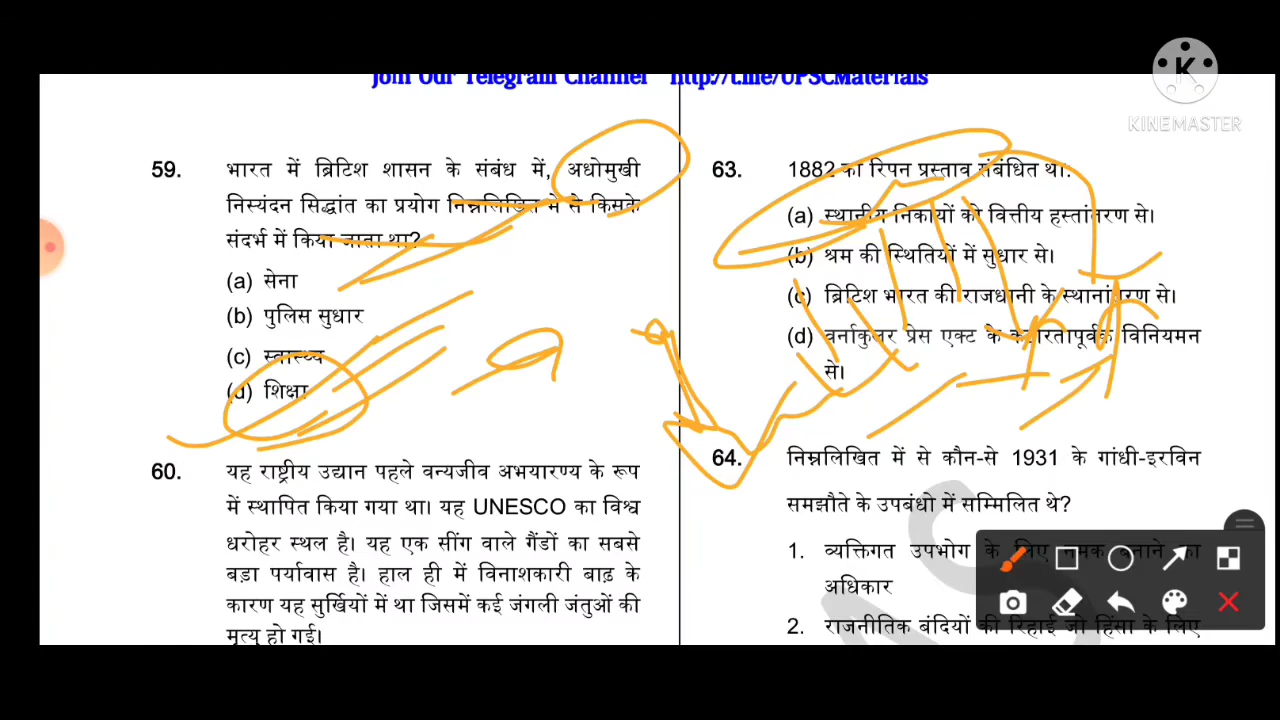 Join Our Telegram Channel http://t.me/UPSCMaterials
KINEMASTER
59. भारत में ब्रिटिश शासन के संबंध में, अधोमुखी
निस्यंदन सिद्धांत का प्रयोग निम्नलिखित में से किसके
संदर्भ में किया जाता था?
(a) सेना
(b) पुलिस सुधार
(c) स्वास्थ्य
(d) शिक्षा
60. यह राष्ट्रीय उद्यान पहले वन्यजीव अभयारण्य के रूप
में स्थापित किया गया था। यह UNESCO का विश्व
धरोहर स्थल है। यह एक सींग वाले गैंडों का सबसे
बड़ा पर्यावास है। हाल ही में विनाशकारी बाढ़ के
कारण यह सुर्खियों में था जिसमें कई जंगली जंतुओं की
मृत्यु हो गई।
63. 1882 का रिपन प्रस्ताव संबंधित था:
(a) स्थानीय निकायों की वित्तीय हस्तांतरण से।
(b) श्रम की स्थितियों में सुधार से।
(c) ब्रिटिश भारत की राजधानी के स्थानांतरण से।
(d) वर्नाकुलर प्रेस एक्ट के कठोरतापूर्वक विनियमन
से।
64. निम्नलिखित में से कौन-से 1931 के गांधी-इरविन
समझौते के उपबंधो में सम्मिलित थे?
1. व्यक्तिगत उपभोग के लिए नमक बनाने का
अधिकार
2. राजनीतिक बंदियों की रिहाई जो हिंसा के लिए